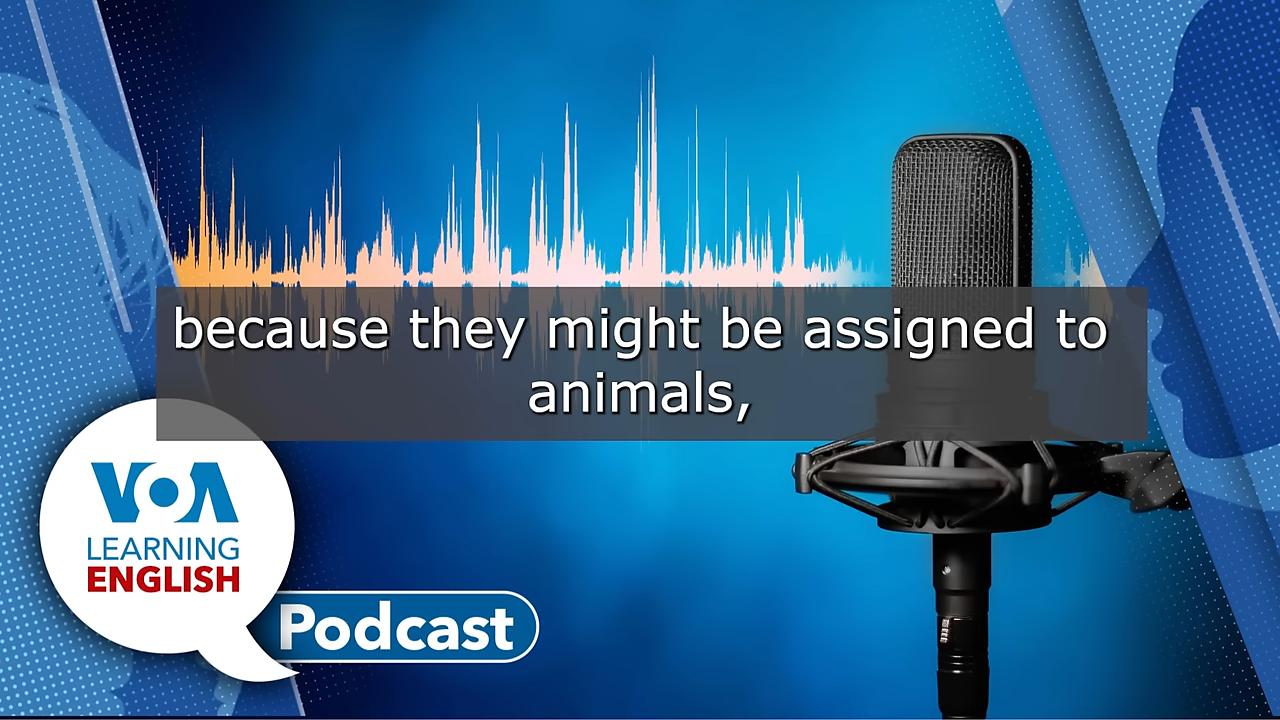 because they might be assigned to
animals,
VOA
LEARNING
ENGLISH
Podcast